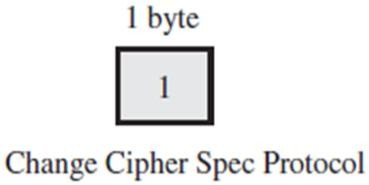 1 byte
1
Change Cipher Spec Protocol